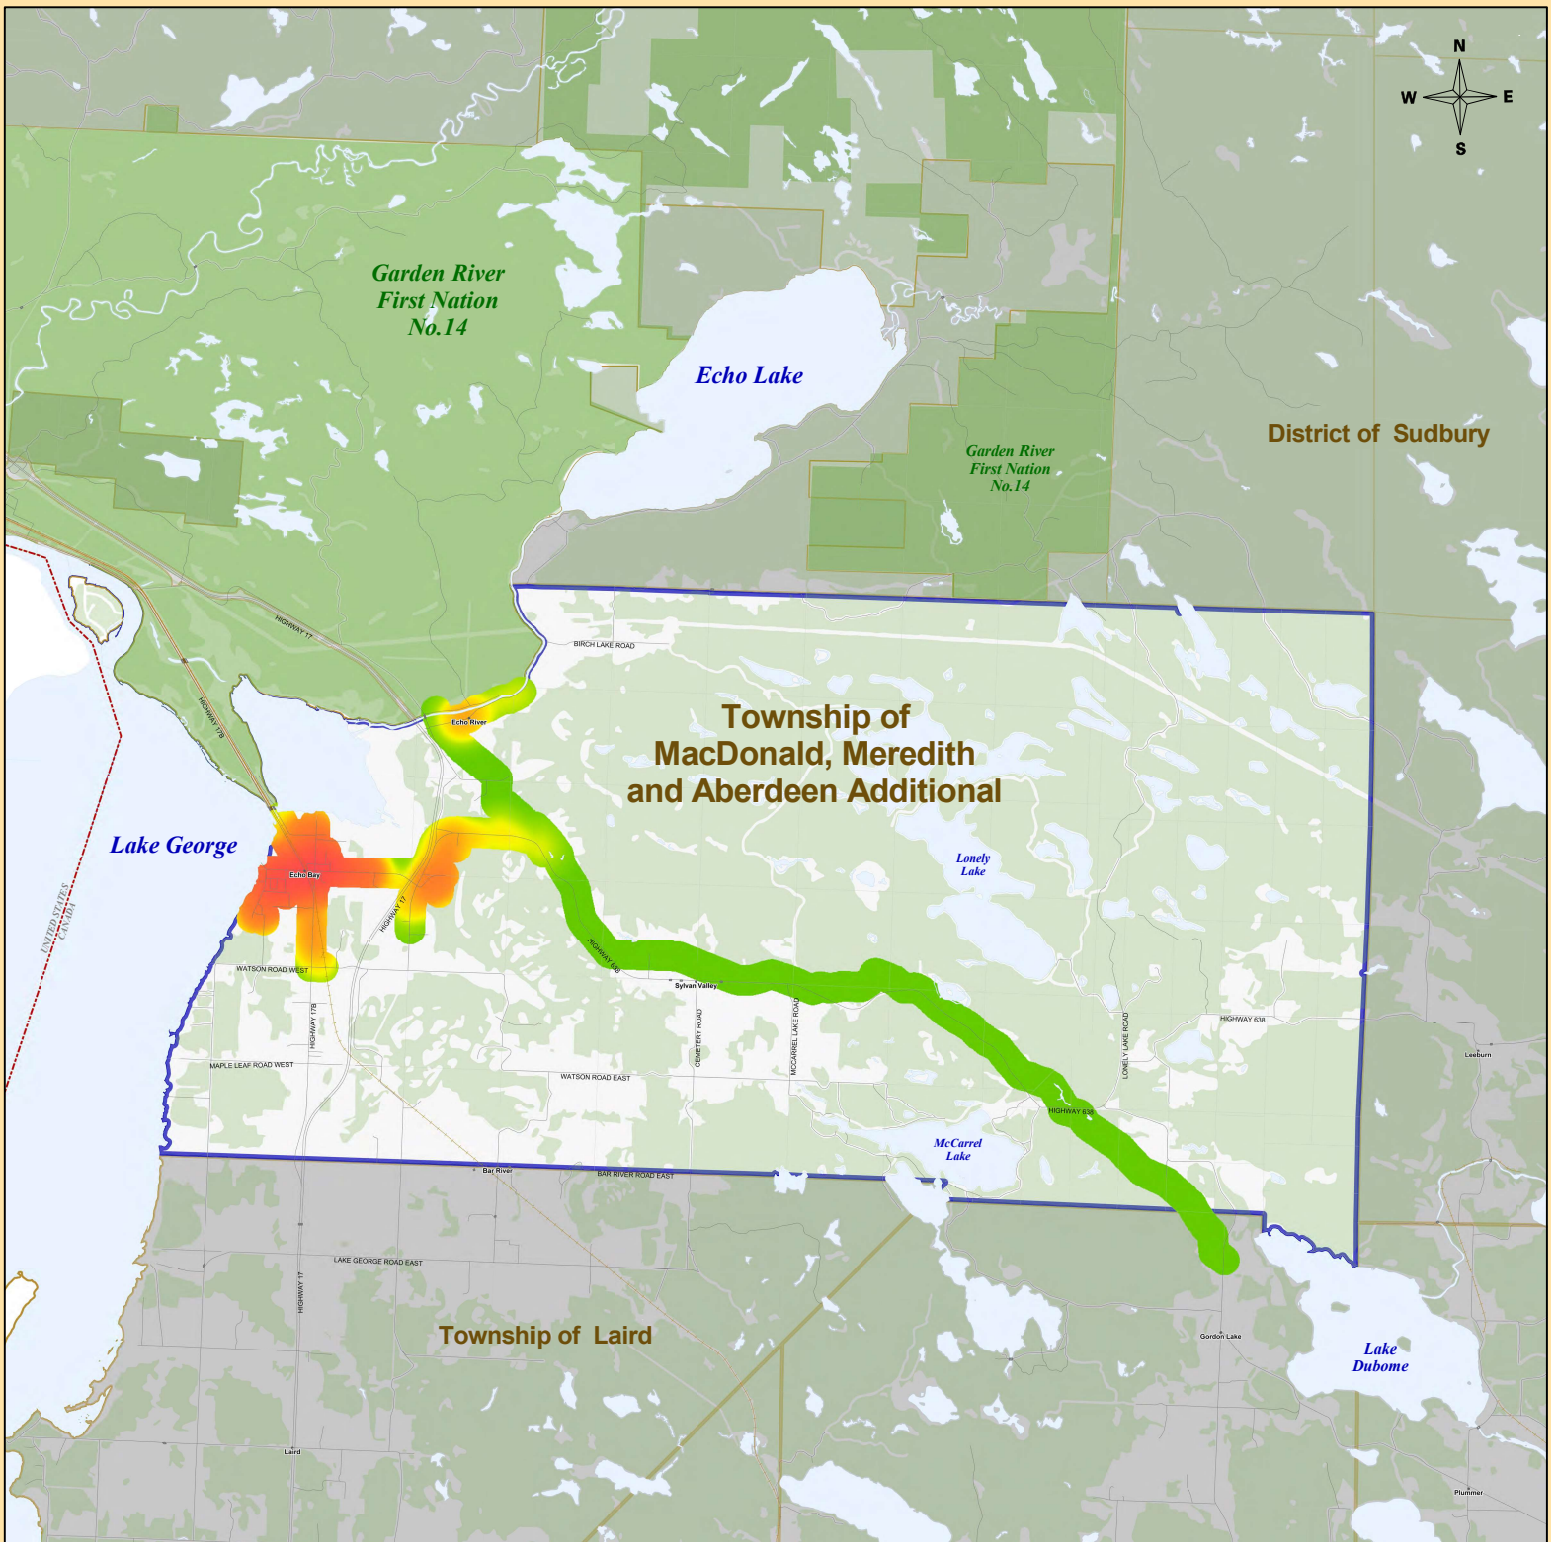 N
W E
S
Garden River
First Nation
No.14
Echo Lake
District of Sudbury
Garden River
First Nation
No.14
HIGHWAY 17
BIRCH LAKE ROAD
HIGHWAY 17B
Echo River
Township of
MacDonald, Meredith
and Aberdeen Additional
Lake George
Lonely
Lake
Echo Bay
UNITED STATES
CANADA
HIGHWAY 17
HIGHWAY 638
WATSON ROAD WEST
Sylvan Valley
HIGHWAY 17B
CEMETERY ROAD
MCCARREL LAKE ROAD
LONELY LAKE ROAD
HIGHWAY 638
Leeburn
MAPLE LEAF ROAD WEST
WATSON ROAD EAST
HIGHWAY 638
McCarrel
Lake
Bar River
BAR RIVER ROAD EAST
LAKE GEORGE ROAD EAST
HIGHWAY 17
Township of Laird
Gordon Lake
Lake
Dubome
Laird
Plummer